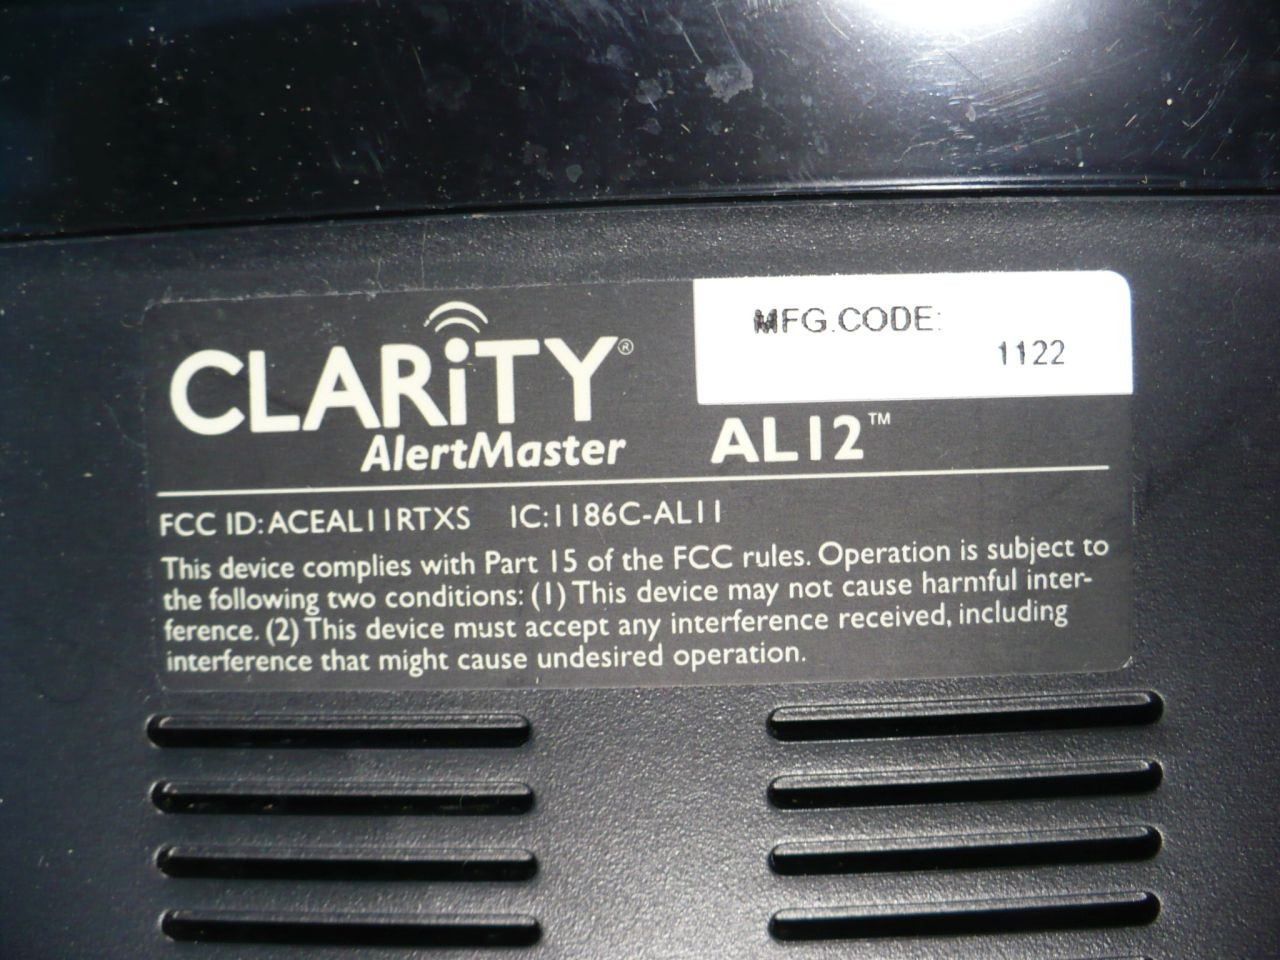 MFG.CODE:
1122
CLARiTY®
AlertMaster AL12™
FCC ID: ACEAL11RTXS IC: 1186C-AL11
This device complies with Part 15 of the FCC rules. Operation is subject to
the following two conditions: (1) This device may not cause harmful inter-
ference. (2) This device must accept any interference received, including
interference that might cause undesired operation.